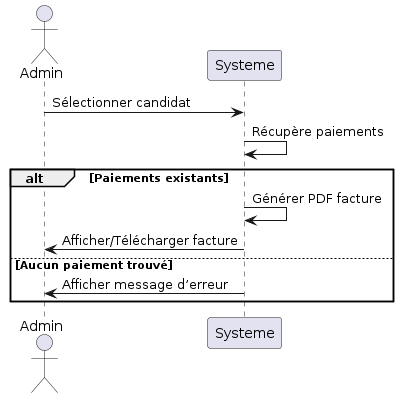 Admin
Systeme
Sélectionner candidat
Récupère paiements
alt [Paiements existants]
Générer PDF facture
Afficher/Télécharger facture
[Aucun paiement trouvé]
Afficher message d’erreur
Admin
Systeme